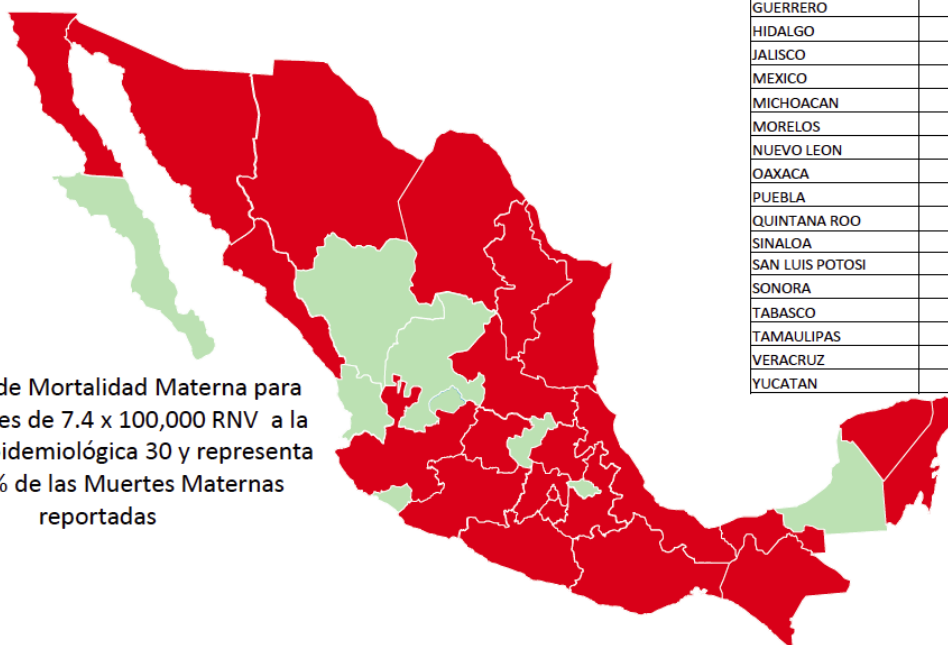 GUERRERO
HIDALGO
JALISCO
MEXICO
MICHOACAN
MORELOS
NUEVO LEON
OAXACA
PUEBLA
QUINTANA ROO
SINALOA
SAN LUIS POTOSI
SONORA
TABASCO
TAMAULIPAS
VERACRUZ
YUCATAN
de Mortalidad Materna para
es de 7.4 x 100,000 RNV a la
idemiológica 30 y representa
% de las Muertes Maternas
reportadas